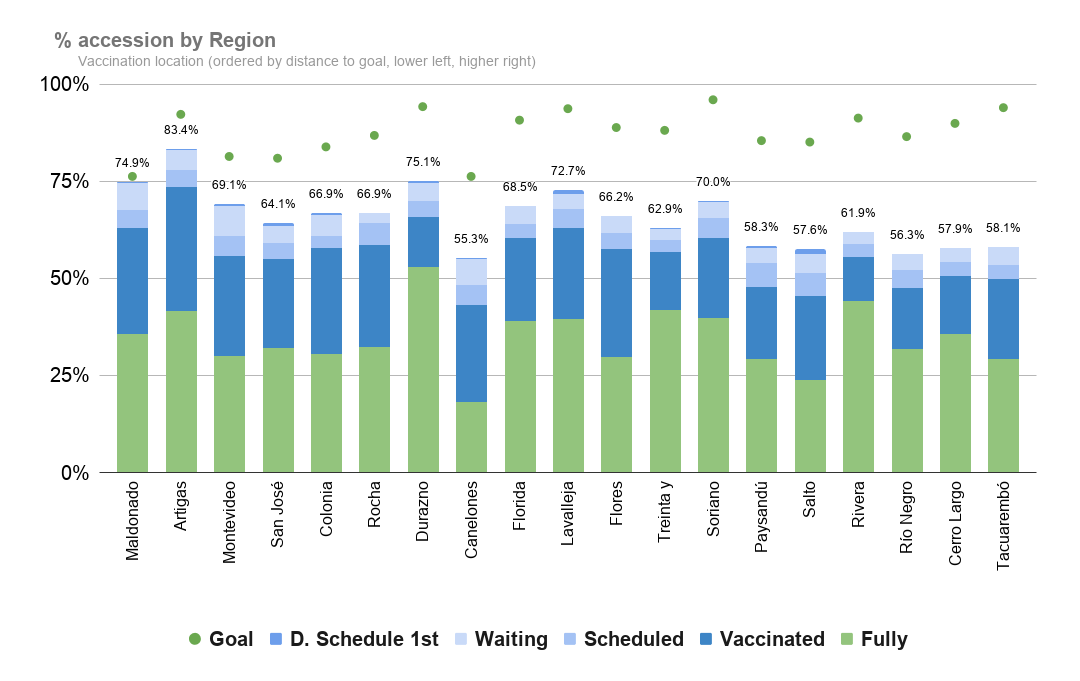 % accession by Region
Vaccination location (ordered by distance to goal, lower left, higher right)
100%
75%
50%
25%
0%
74.9%
83.4%
69.1%
64.1%
66.9%
66.9%
75.1%
55.3%
68.5%
72.7%
66.2%
62.9%
70.0%
58.3%
57.6%
61.9%
56.3%
57.9%
58.1%
Maldonado
Artigas
Montevideo
San José
Colonia
Rocha
Durazno
Canelones
Florida
Lavalleja
Flores
Treinta y
Soriano
Paysandú
Salto
Rivera
Río Negro
Cerro Largo
Tacuarembó
Goal D. Schedule 1st Waiting Scheduled Vaccinated Fully